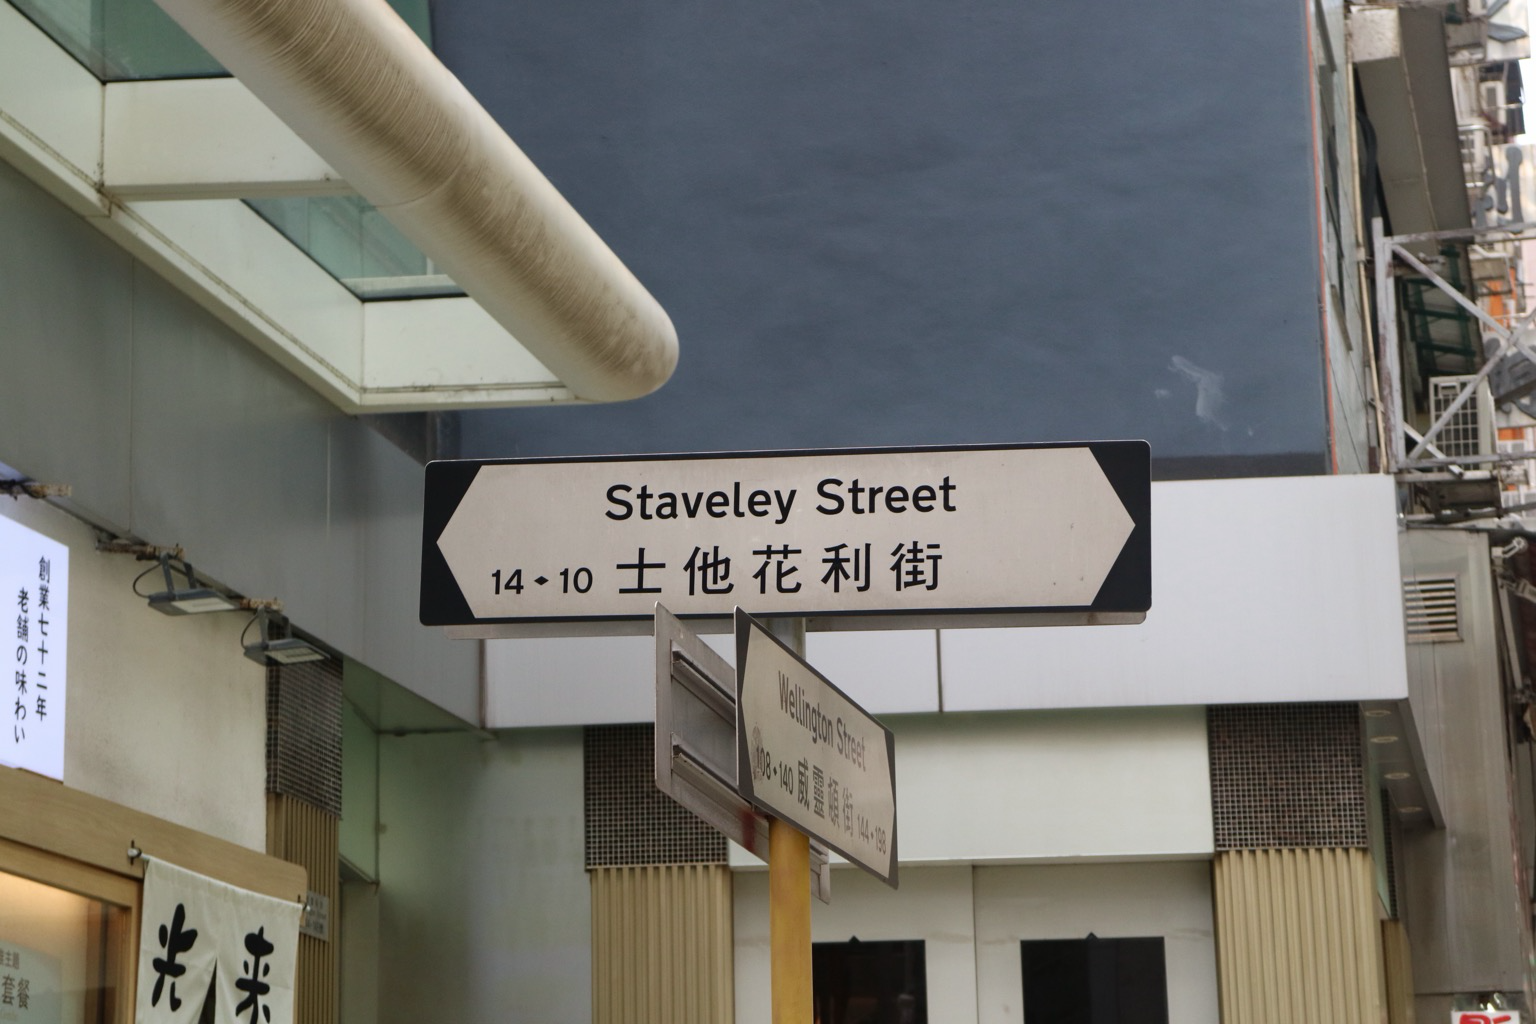 Staveley Street
14 10 士他花利街
Wellington Street
108 140 威靈頓街 144 198
創業七十二年
老舗の味わい
光 来
套餐